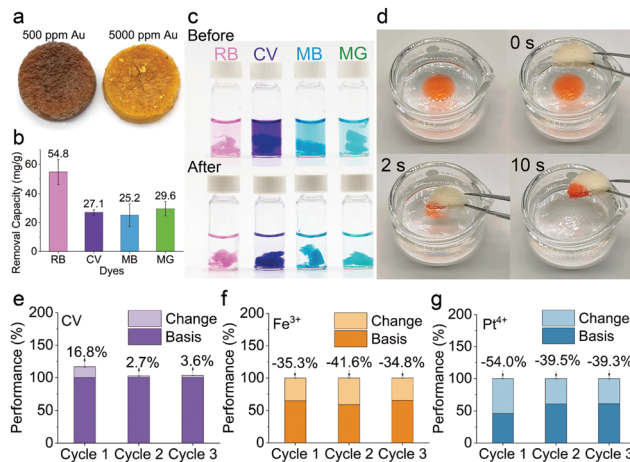 a
500 ppm Au 5000 ppm Au
b
Removal Capacity (mg/g)
60
40
20
0
54.8
27.1
25.2
29.6
RB CV MB MG
Dyes
c
Before
RB CV MB MG
After
d
0 s
2 s
10 s
e
CV
Change
Basis
Performance (%)
200
150
100
50
0
16.8%
2.7%
3.6%
Cycle 1 Cycle 2 Cycle 3
f
Fe³⁺
Change
Basis
Performance (%)
200
150
100
50
0
-35.3%
-41.6%
-34.8%
Cycle 1 Cycle 2 Cycle 3
g
Pt⁴⁺
Change
Basis
Performance (%)
200
150
100
50
0
-54.0%
-39.5%
-39.3%
Cycle 1 Cycle 2 Cycle 3